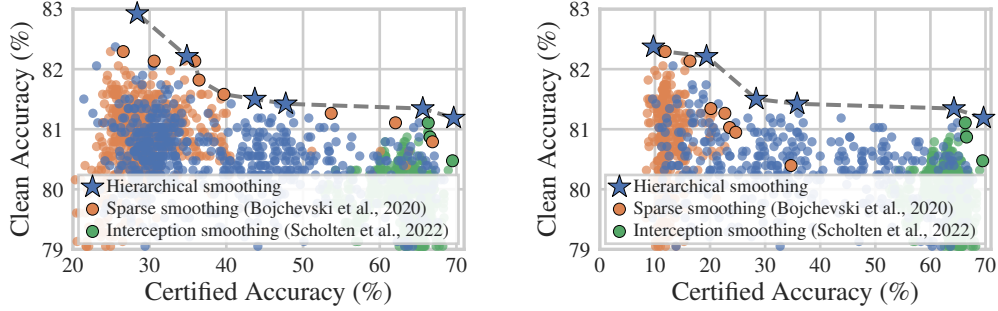 83
82
81
80
79
Clean Accuracy (%)
Hierarchical smoothing
Sparse smoothing (Bojchevski et al., 2020)
Interception smoothing (Scholten et al., 2022)
20 30 40 50 60 70
Certified Accuracy (%)
83
82
81
80
79
Clean Accuracy (%)
Hierarchical smoothing
Sparse smoothing (Bojchevski et al., 2020)
Interception smoothing (Scholten et al., 2022)
0 10 20 30 40 50 60 70
Certified Accuracy (%)